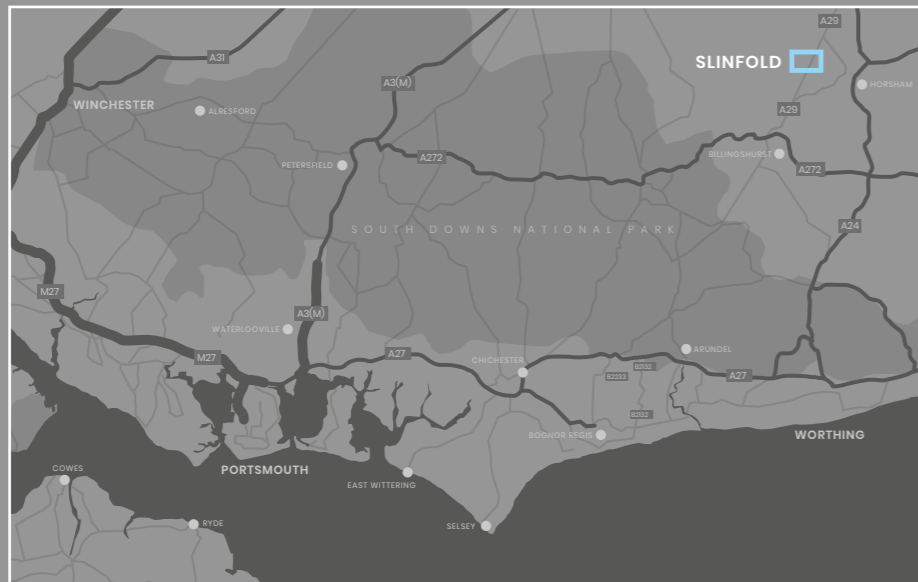 A29
A31
SLINFOLD
A3(M)
HORSHAM
WINCHESTER
ALRESFORD
A29
A272
BILLINGSHURST
PETERSFIELD
A272
A24
SOUTH DOWNS NATIONAL PARK
M27
A3(M)
WATERLOOVILLE
M27
A27
ARUNDEL
CHICHESTER
B2132
B2233
A27
B2132
BOGNOR REGIS
WORTHING
COWES
PORTSMOUTH
EAST WITTERING
RYDE
SELSEY